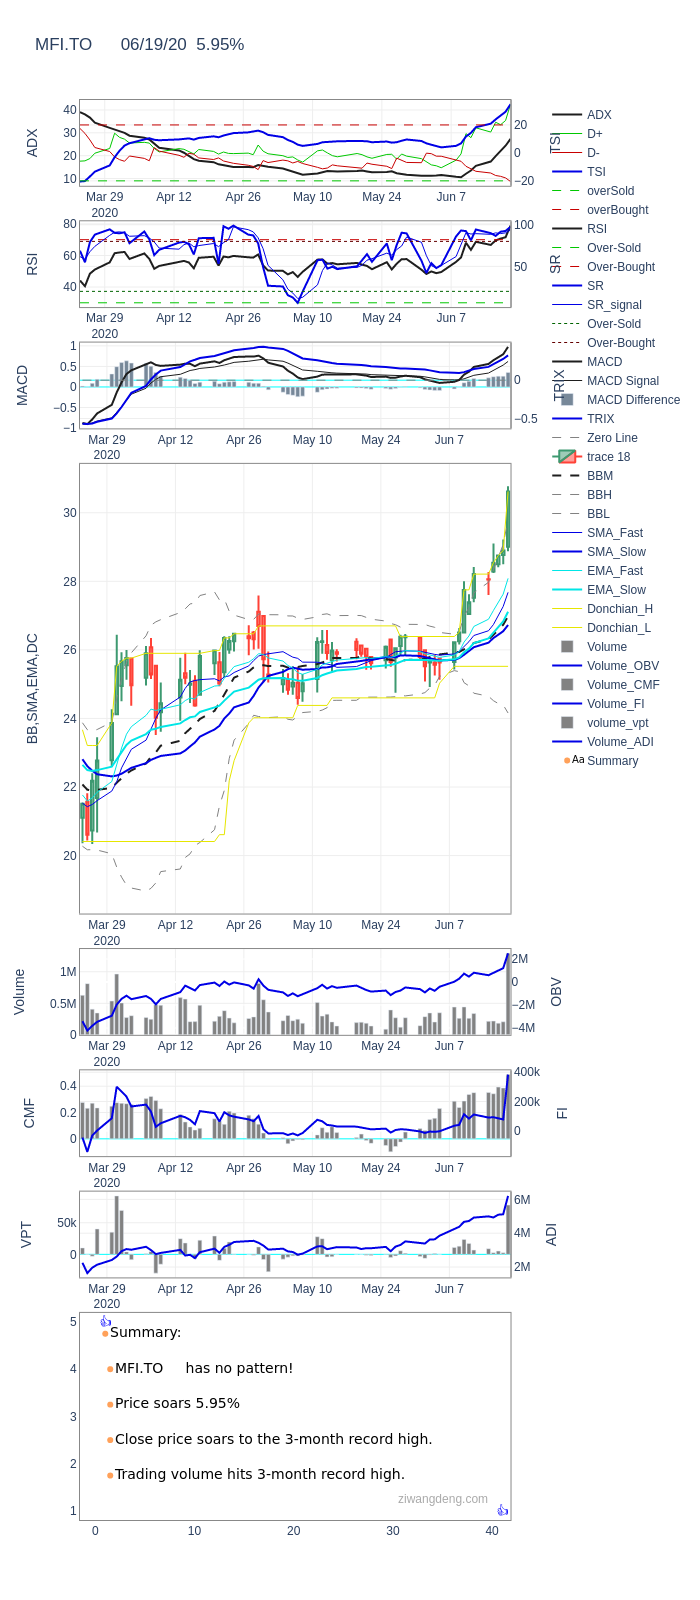 MFI.TO 06/19/20 5.95%
40
30
20
10
ADX
20
0
−20
TSI
Mar 29 Apr 12 Apr 26 May 10 May 24 Jun 7
2020
80
60
40
RSI
100
50
SR
Mar 29 Apr 12 Apr 26 May 10 May 24 Jun 7
2020
1
0.5
0
−0.5
−1
MACD
0
−0.5
TRIX
Mar 29 Apr 12 Apr 26 May 10 May 24 Jun 7
2020
30
28
26
24
22
20
BB,SMA,EMA,DC
Mar 29 Apr 12 Apr 26 May 10 May 24 Jun 7
2020
1M
0.5M
0
Volume
2M
0
−2M
−4M
OBV
Mar 29 Apr 12 Apr 26 May 10 May 24 Jun 7
2020
0.4
0.2
0
CMF
400k
200k
0
FI
Mar 29 Apr 12 Apr 26 May 10 May 24 Jun 7
2020
50k
0
VPT
6M
4M
2M
ADI
Mar 29 Apr 12 Apr 26 May 10 May 24 Jun 7
2020
5
4
3
2
1
👍
Summary:
MFI.TO has no pattern!
Price soars 5.95%
Close price soars to the 3-month record high.
Trading volume hits 3-month record high.
ziwangdeng.com
👍
0 10 20 30 40
ADX
D+
D-
TSI
overSold
overBought
RSI
Over-Sold
Over-Bought
SR
SR_signal
Over-Sold
Over-Bought
MACD
MACD Signal
MACD Difference
TRIX
Zero Line
trace 18
BBM
BBH
BBL
SMA_Fast
SMA_Slow
EMA_Fast
EMA_Slow
Donchian_H
Donchian_L
Volume
Volume_OBV
Volume_CMF
Volume_FI
volume_vpt
Volume_ADI
Aa Summary